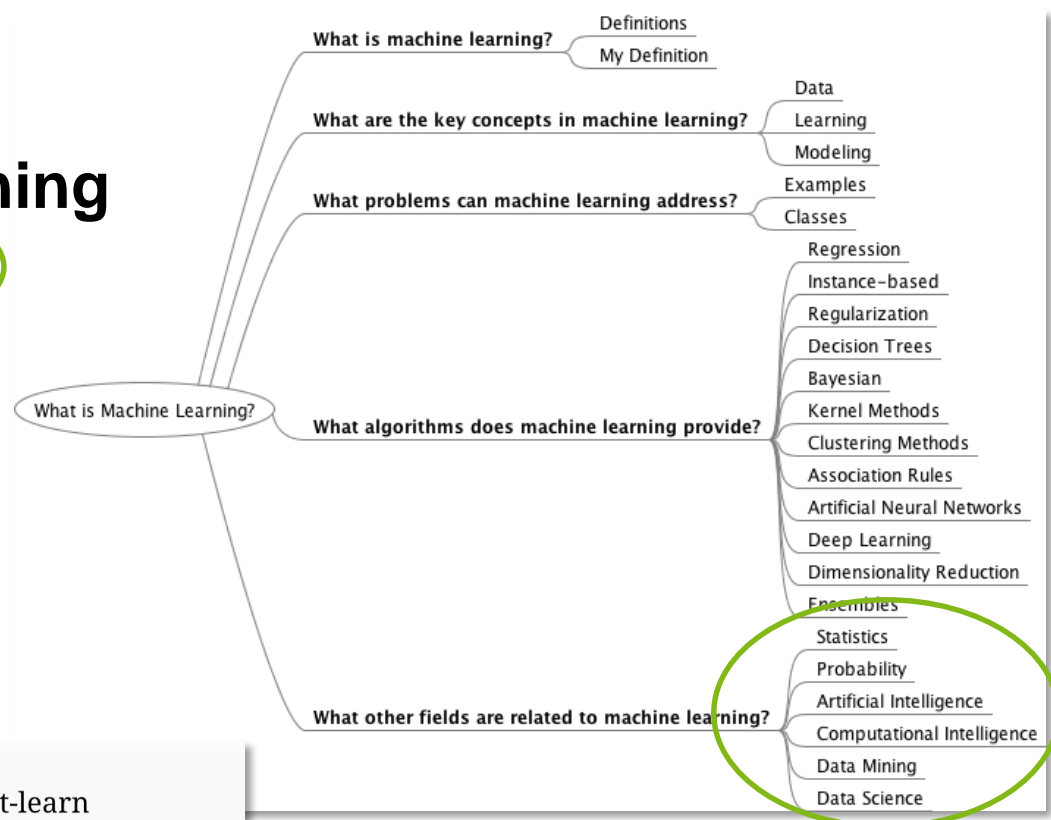 ning
What is Machine Learning?
What is machine learning?
Definitions
My Definition
What are the key concepts in machine learning?
Data
Learning
Modeling
What problems can machine learning address?
Examples
Classes
What algorithms does machine learning provide?
Regression
Instance-based
Regularization
Decision Trees
Bayesian
Kernel Methods
Clustering Methods
Association Rules
Artificial Neural Networks
Deep Learning
Dimensionality Reduction
Ensembles
What other fields are related to machine learning?
Statistics
Probability
Artificial Intelligence
Computational Intelligence
Data Mining
Data Science
t-learn